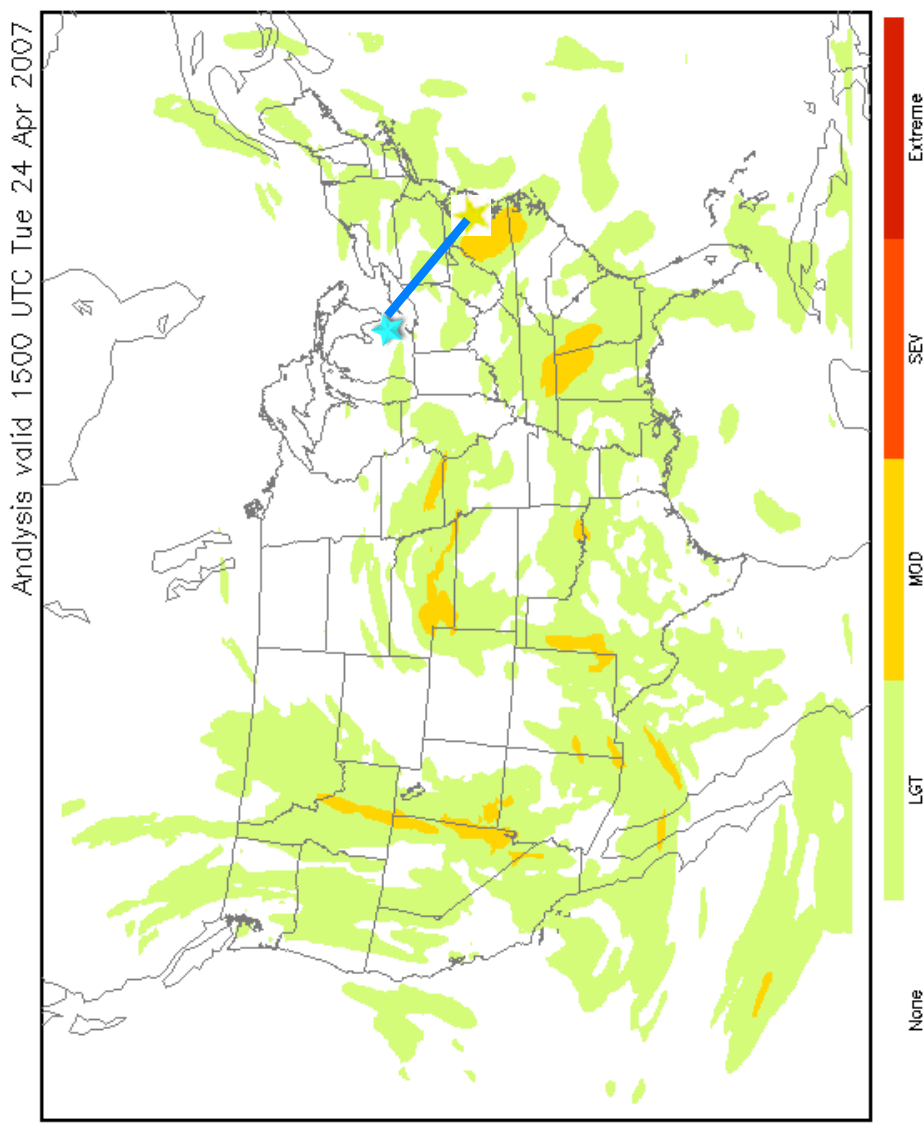 Analysis valid 1500 UTC Tue 24 Apr 2007
None
LGT
MOD
SEV
Extreme